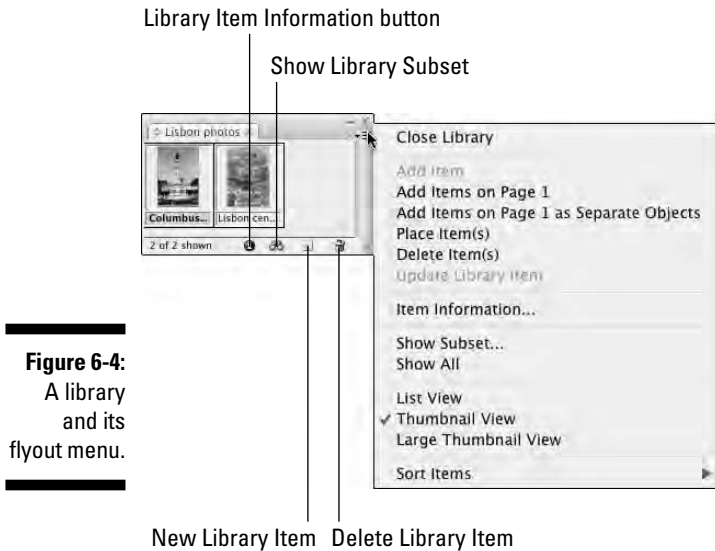 Library Item Information button
Show Library Subset
Lisbon photos
Columbus...
Lisbon cen...
2 of 2 shown
Close Library
Add Item
Add Items on Page 1
Add Items on Page 1 as Separate Objects
Place Item(s)
Delete Item(s)
Update Library Item
Item Information...
Show Subset...
Show All
List View
Thumbnail View
Large Thumbnail View
Sort Items
Figure 6-4:
A library
and its
flyout menu.
New Library Item
Delete Library Item